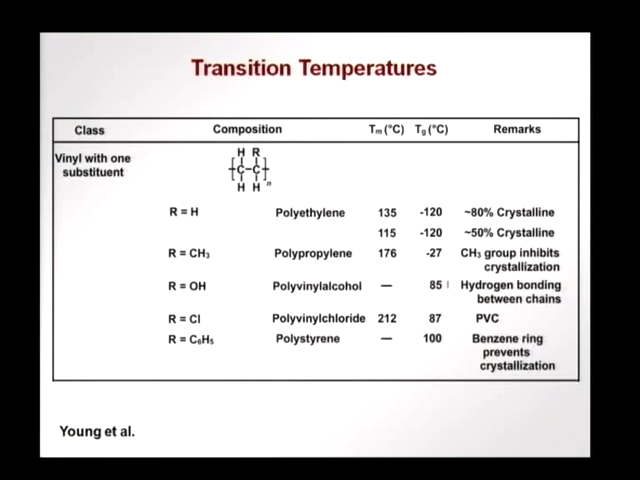 Transition Temperatures
Class Composition Tm (°C) Tg (°C) Remarks
Vinyl with one
substituent
H R
[C-C]
H H n
R = H Polyethylene 135 -120 ~80% Crystalline
115 -120 ~50% Crystalline
R = CH₃ Polypropylene 176 -27 CH₃ group inhibits
crystallization
R = OH Polyvinylalcohol — 85 Hydrogen bonding
between chains
R = Cl Polyvinylchloride 212 87 PVC
R = C₆H₅ Polystyrene — 100 Benzene ring
prevents
crystallization
Young et al.